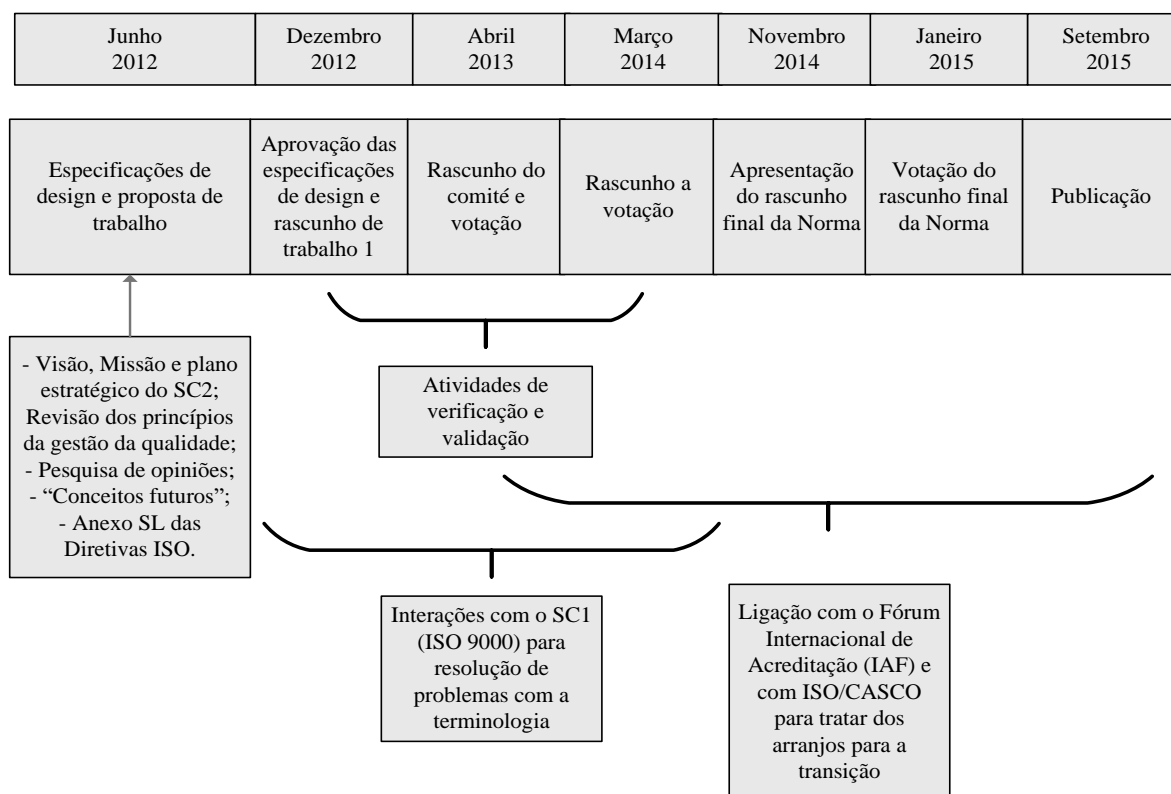 Junho
2012
Dezembro
2012
Abril
2013
Março
2014
Novembro
2014
Janeiro
2015
Setembro
2015
Especificações de
design e proposta de
trabalho
Aprovação das
especificações
de design e
rascunho de
trabalho 1
Rascunho do
comité e
votação
Rascunho a
votação
Apresentação
do rascunho
final da Norma
Votação do
rascunho final
da Norma
Publicação
- Visão, Missão e plano
estratégico do SC2;
Revisão dos princípios
da gestão da qualidade;
- Pesquisa de opiniões;
- “Conceitos futuros”;
- Anexo SL das
Diretivas ISO.
Atividades de
verificação e
validação
Interações com o SC1
(ISO 9000) para
resolução de
problemas com a
terminologia
Ligação com o Fórum
Internacional de
Acreditação (IAF) e
com ISO/CASCO
para tratar dos
arranjos para a
transição